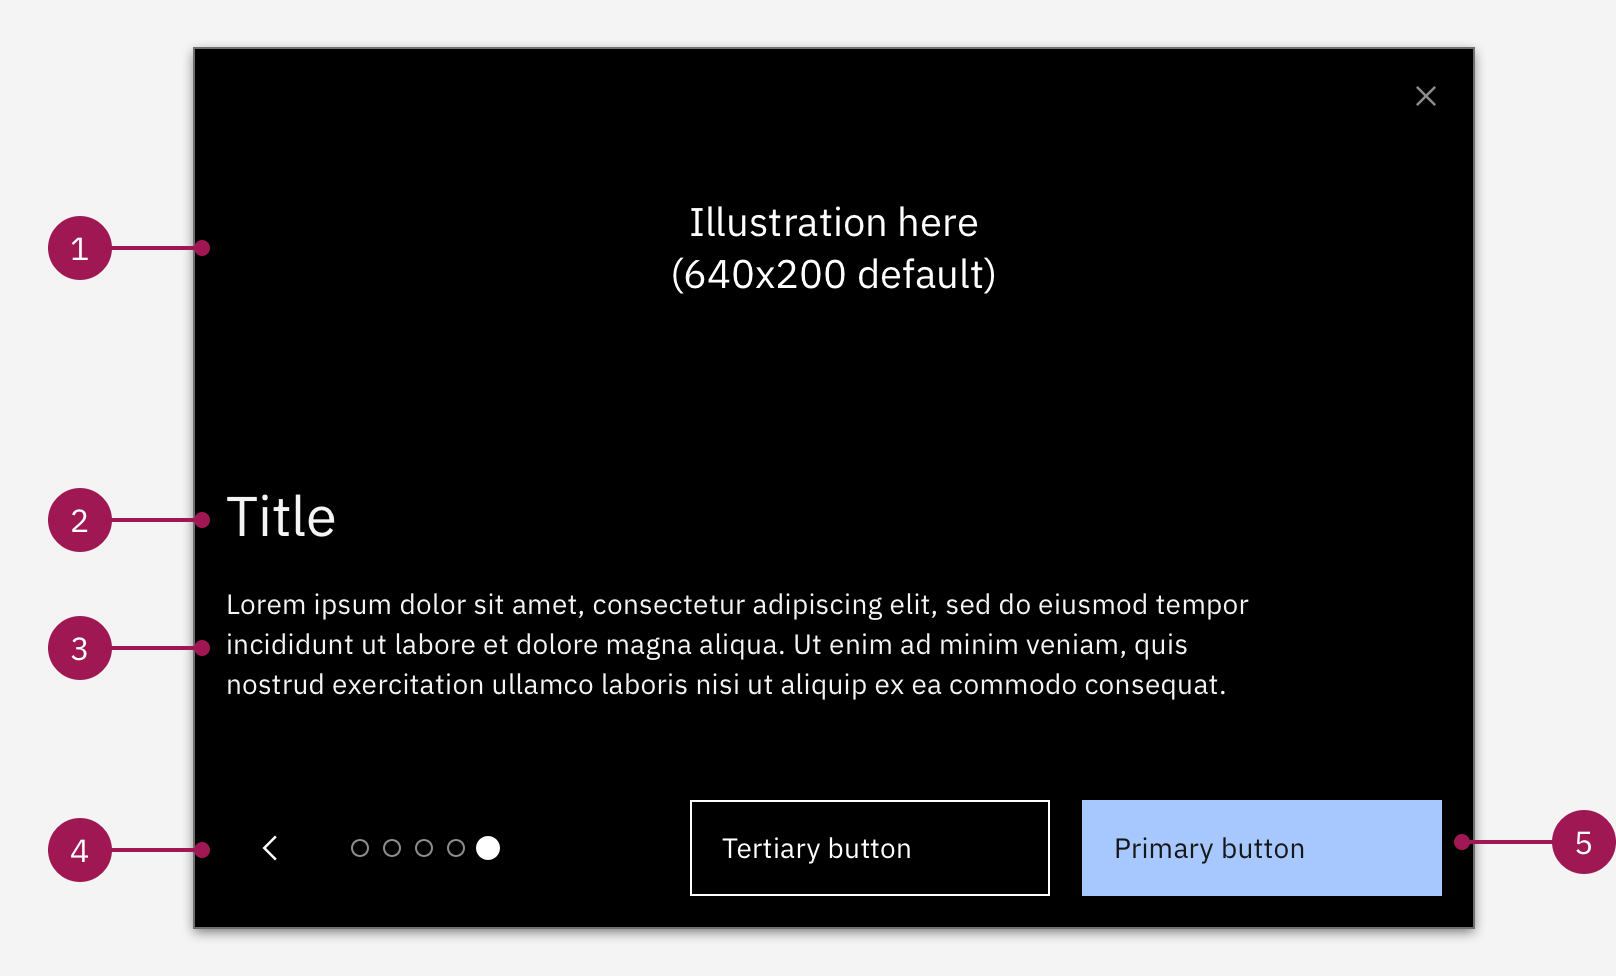 1
Illustration here
(640x200 default)
2
Title
3
Lorem ipsum dolor sit amet, consectetur adipiscing elit, sed do eiusmod tempor
incididunt ut labore et dolore magna aliqua. Ut enim ad minim veniam, quis
nostrud exercitation ullamco laboris nisi ut aliquip ex ea commodo consequat.
4
Tertiary button
Primary button
5